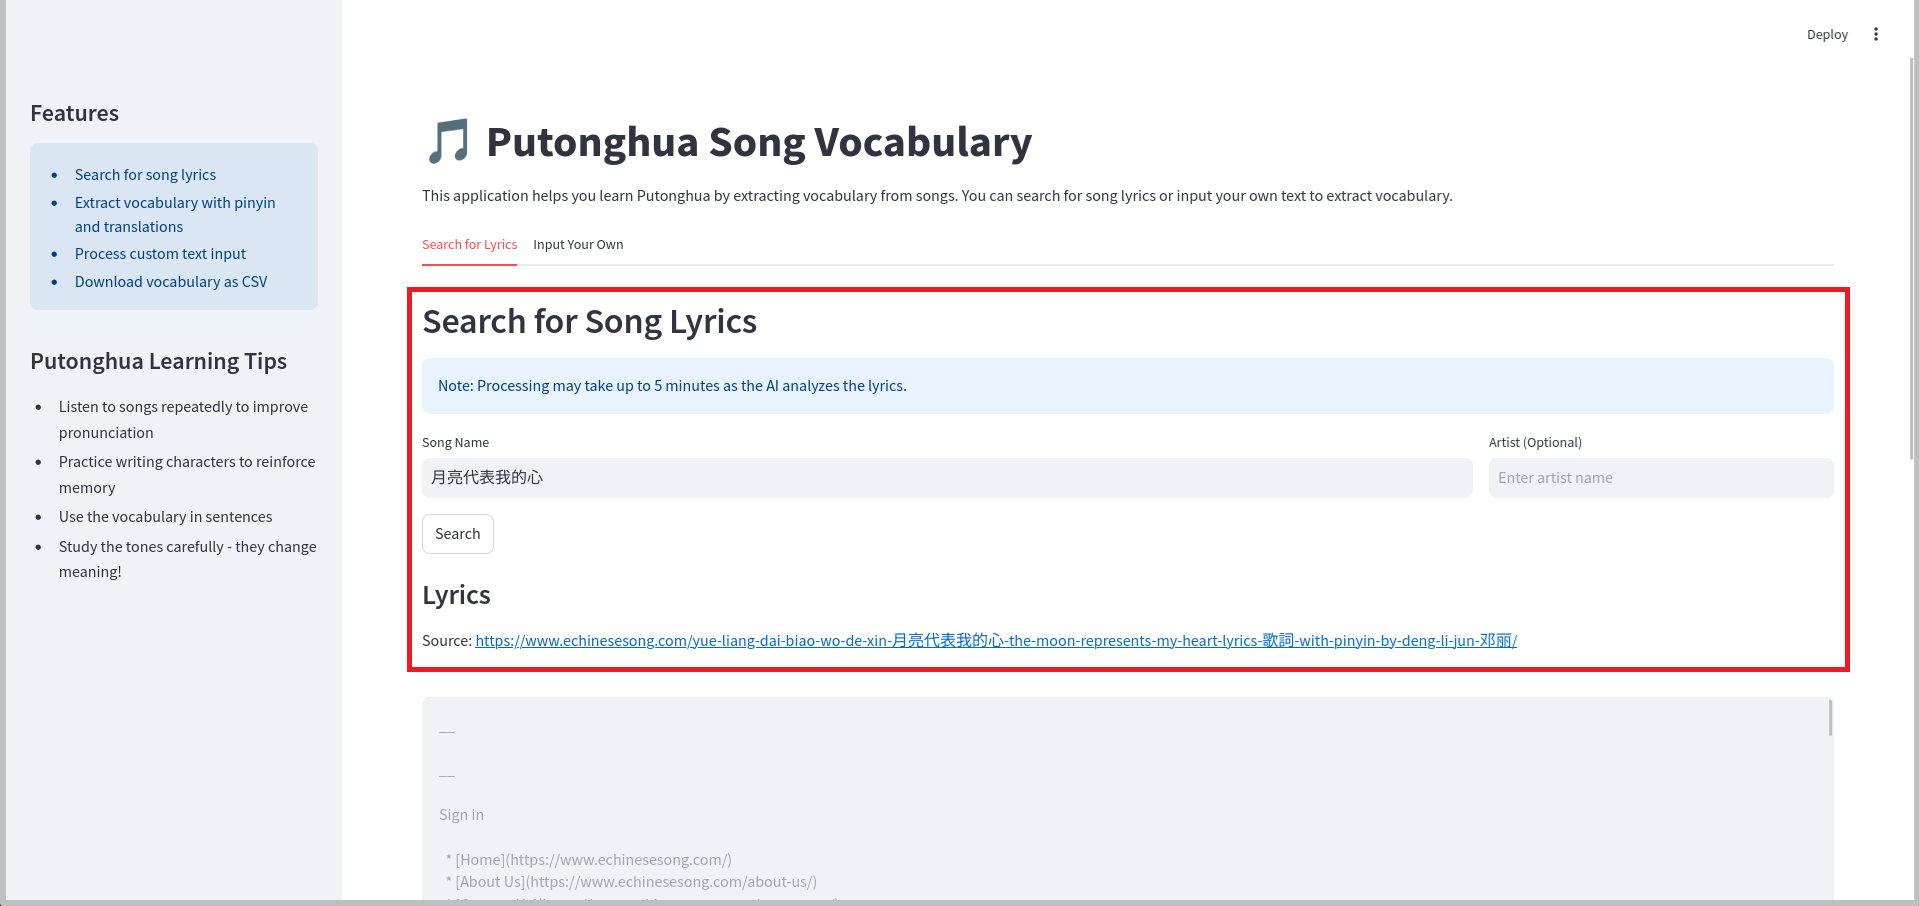 Deploy
Features
Search for song lyrics
Extract vocabulary with pinyin
and translations
Process custom text input
Download vocabulary as CSV
Putonghua Learning Tips
Listen to songs repeatedly to improve
pronunciation
Practice writing characters to reinforce
memory
Use the vocabulary in sentences
Study the tones carefully - they change
meaning!
Putonghua Song Vocabulary
This application helps you learn Putonghua by extracting vocabulary from songs. You can search for song lyrics or input your own text to extract vocabulary.
Search for Lyrics Input Your Own
Search for Song Lyrics
Note: Processing may take up to 5 minutes as the AI analyzes the lyrics.
Song Name Artist (Optional)
月亮代表我的心 Enter artist name
Search
Lyrics
Source: https://www.echinesesong.com/yue-liang-dai-biao-wo-de-xin-月亮代表我的心-the-moon-represents-my-heart-lyrics-歌詞-with-pinyin-by-deng-li-jun-邓丽/
__
__
Sign in
* [Home](https://www.echinesesong.com/)
* [About Us](https://www.echinesesong.com/about-us/)